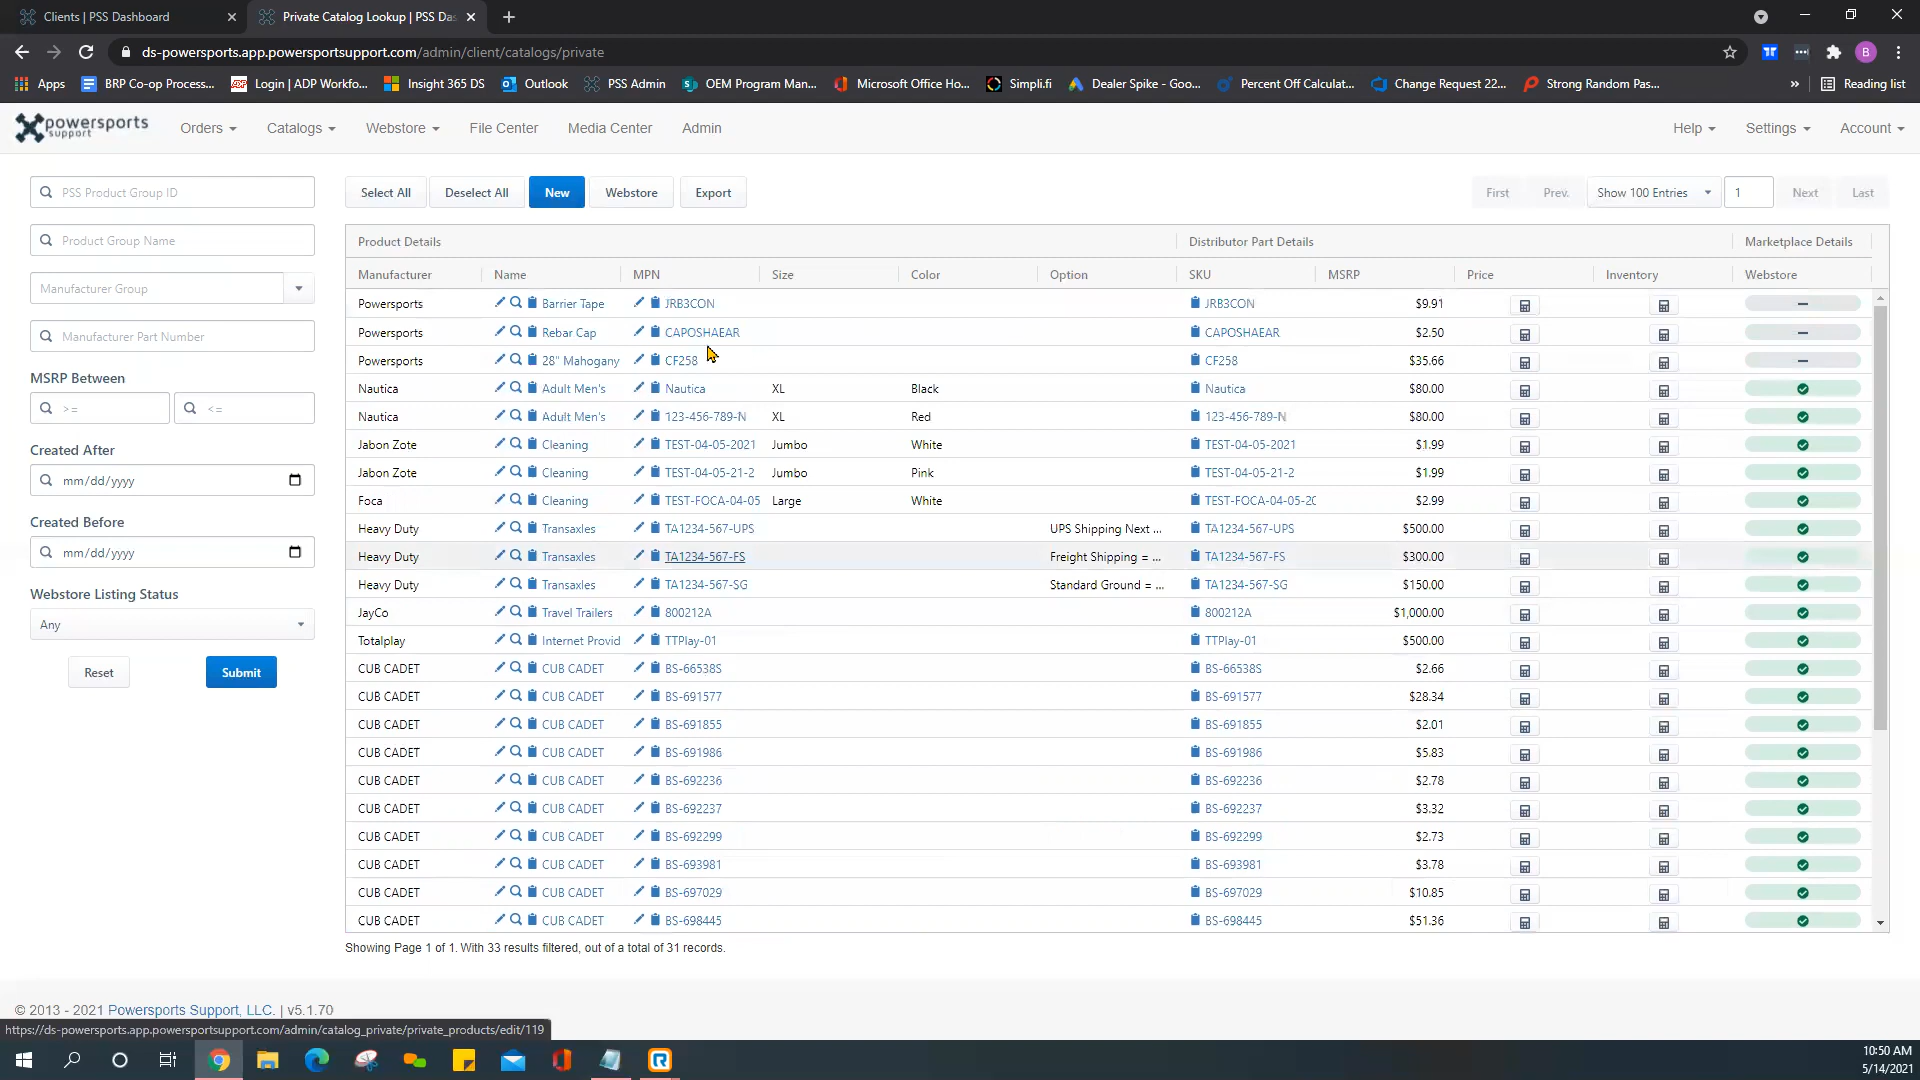 Clients | PSS Dashboard
Private Catalog Lookup | PSS Das
ds-powersports.app.powersportsupport.com/admin/client/catalogs/private
B
Apps
BRP Co-op Process...
ADP
Login | ADP Workfo...
Insight 365 DS
Outlook
PSS Admin
OEM Program Man...
Microsoft Office Ho...
Simpli.fi
Dealer Spike - Goo...
Percent Off Calculat...
Change Request 22...
Strong Random Pas...
»
Reading list
powersports
support
Orders
Catalogs
Webstore
File Center
Media Center
Admin
Help
Settings
Account
PSS Product Group ID
Product Group Name
Manufacturer Group
Manufacturer Part Number
MSRP Between
>=
<=
Created After
mm/dd/yyyy
Created Before
mm/dd/yyyy
Webstore Listing Status
Any
Reset
Submit
Select All
Deselect All
New
Webstore
Export
First
Prev.
Show 100 Entries
1
Next
Last
Product Details
Distributor Part Details
Marketplace Details
Manufacturer Name MPN Size Color Option SKU MSRP Price Inventory Webstore
Powersports Barrier Tape JRB3CON JRB3CON $9.91
Powersports Rebar Cap CAPOSHAEAR CAPOSHAEAR $2.50
Powersports 28" Mahogany CF258 CF258 $35.66
Nautica Adult Men's Nautica XL Black Nautica $80.00
Nautica Adult Men's 123-456-789-N XL Red 123-456-789-N $80.00
Jabon Zote Cleaning TEST-04-05-2021 Jumbo White TEST-04-05-2021 $1.99
Jabon Zote Cleaning TEST-04-05-21-2 Jumbo Pink TEST-04-05-21-2 $1.99
Foca Cleaning TEST-FOCA-04-05 Large White TEST-FOCA-04-05-20 $2.99
Heavy Duty Transaxles TA1234-567-UPS UPS Shipping Next ... TA1234-567-UPS $500.00
Heavy Duty Transaxles TA1234-567-FS Freight Shipping = ... TA1234-567-FS $300.00
Heavy Duty Transaxles TA1234-567-SG Standard Ground = ... TA1234-567-SG $150.00
JayCo Travel Trailers 800212A 800212A $1,000.00
Totalplay Internet Provid TTPlay-01 TTPlay-01 $500.00
CUB CADET CUB CADET BS-66538S BS-66538S $2.66
CUB CADET CUB CADET BS-691577 BS-691577 $28.34
CUB CADET CUB CADET BS-691855 BS-691855 $2.01
CUB CADET CUB CADET BS-691986 BS-691986 $5.83
CUB CADET CUB CADET BS-692236 BS-692236 $2.78
CUB CADET CUB CADET BS-692237 BS-692237 $3.32
CUB CADET CUB CADET BS-692299 BS-692299 $2.73
CUB CADET CUB CADET BS-693981 BS-693981 $3.78
CUB CADET CUB CADET BS-697029 BS-697029 $10.85
CUB CADET CUB CADET BS-698445 BS-698445 $51.36
Showing Page 1 of 1. With 33 results filtered, out of a total of 31 records.
© 2013 - 2021 Powersports Support, LLC. | v5.1.70
https://ds-powersports.app.powersportsupport.com/admin/catalog_private/private_products/edit/119
10:50 AM
5/14/2021